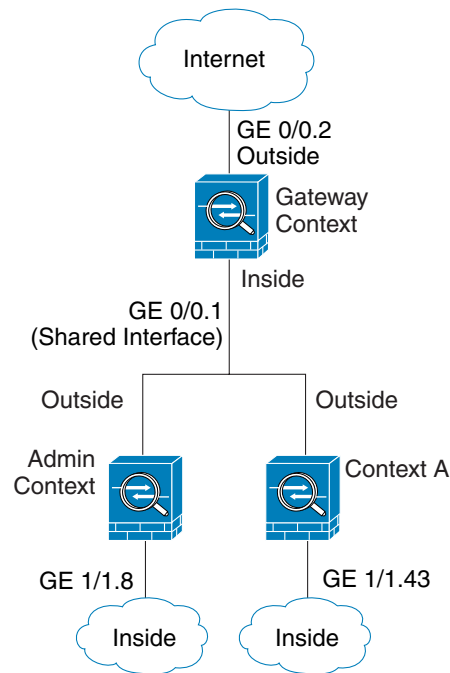 Internet
GE 0/0.2
Outside
Gateway
Context
Inside
GE 0/0.1
(Shared Interface)
Outside
Outside
Admin
Context
Context A
GE 1/1.8
GE 1/1.43
Inside
Inside